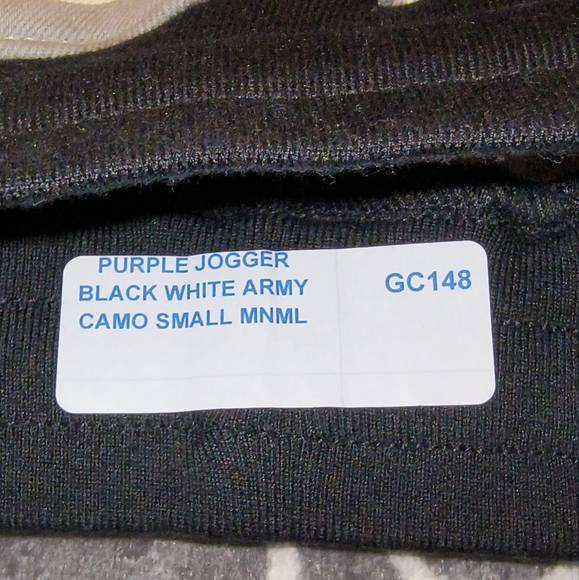 PURPLE JOGGER
BLACK WHITE ARMY
CAMO SMALL MNML
GC148